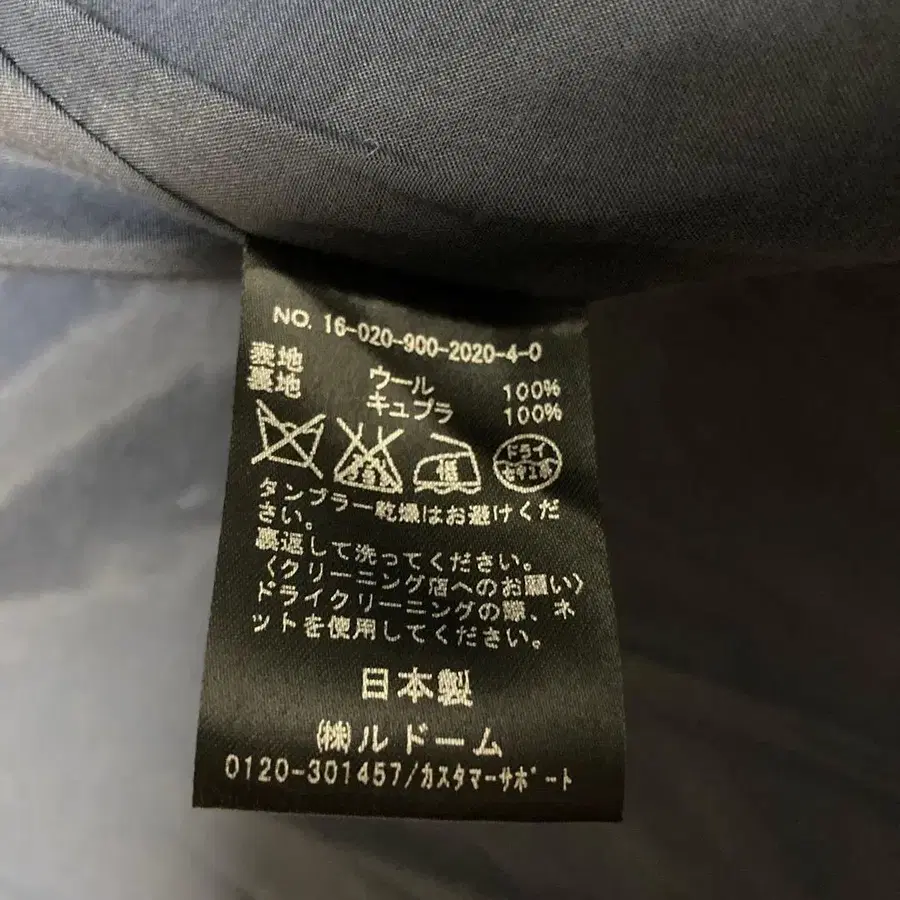 NO. 16-020-900-2020-4-0
表地 ウール 100%
裏地 キュプラ 100%
低 ドライ
タンブラー乾燥はお避けくだ
さい。
裏返して洗ってください。
〈クリーニング店へのお願い〉
ドライクリーニングの際、ネ
ットを使用してください。
日本製
㈱ルドーム
0120-301457/カスタマーサポート